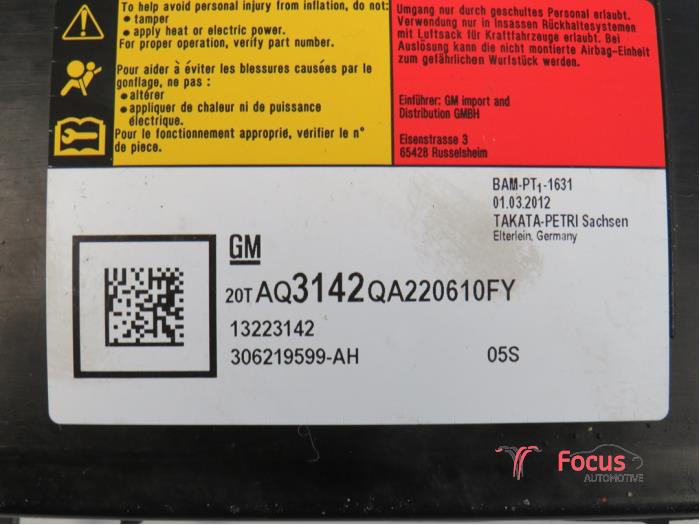 To help avoid personal injury from inflation, do not:
• tamper
• apply heat or electric power.
For proper operation, verify part number.
Pour aider à éviter les blessures causées par le
gonflage, ne pas :
• altérer
• appliquer de chaleur ni de puissance
électrique.
Pour le fonctionnement approprié, vérifier le n°
de piece.
Umgang nur durch geschultes Personal erlaubt.
Verwendung nur in Insassen Rückhaltesystemen
mit Luftsack für Kraftfahrzeuge erlaubt. Bei
Auslösung kann die nicht montierte Airbag-Einheit
zum gefährlichen Wurfstück werden.
Einführer: GM import and
Distribution GMBH
Eisenstrasse 3
65428 Russelsheim
BAM-PT1-1631
01.03.2012
TAKATA-PETRI Sachsen
Elterlein, Germany
GM
20TAQ3142QA220610FY
13223142
306219599-AH 05S
Focus
AUTOMOTIVE